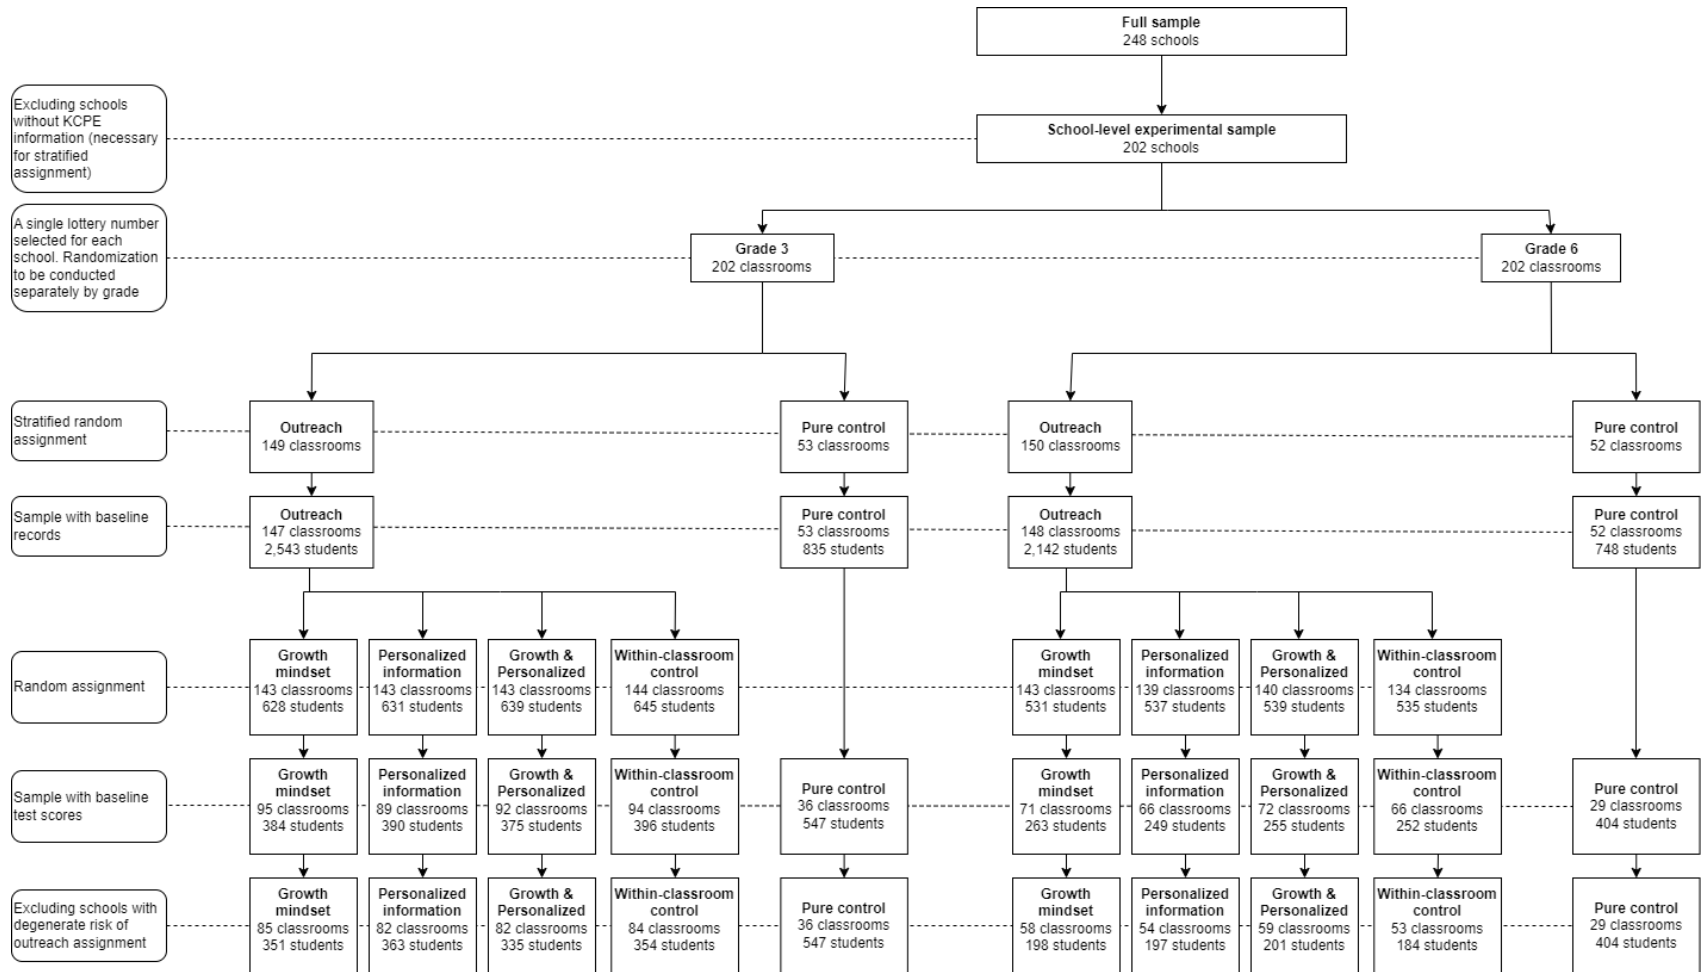 Full sample
248 schools
Excluding schools
without KCPE
information (necessary
for stratified
assignment)
School-level experimental sample
202 schools
A single lottery number
selected for each
school. Randomization
to be conducted
separately by grade
Grade 3
202 classrooms
Grade 6
202 classrooms
Stratified random
assignment
Outreach
149 classrooms
Pure control
53 classrooms
Outreach
150 classrooms
Pure control
52 classrooms
Sample with baseline
records
Outreach
147 classrooms
2,543 students
Pure control
53 classrooms
835 students
Outreach
148 classrooms
2,142 students
Pure control
52 classrooms
748 students
Random assignment
Growth
mindset
143 classrooms
628 students
Personalized
information
143 classrooms
631 students
Growth &
Personalized
143 classrooms
639 students
Within-classroom
control
144 classrooms
645 students
Growth
mindset
143 classrooms
531 students
Personalized
information
139 classrooms
537 students
Growth &
Personalized
140 classrooms
539 students
Within-classroom
control
134 classrooms
535 students
Sample with baseline
test scores
Growth
mindset
95 classrooms
384 students
Personalized
information
89 classrooms
390 students
Growth &
Personalized
92 classrooms
375 students
Within-classroom
control
94 classrooms
396 students
Pure control
36 classrooms
547 students
Growth
mindset
71 classrooms
263 students
Personalized
information
66 classrooms
249 students
Growth &
Personalized
72 classrooms
255 students
Within-classroom
control
66 classrooms
252 students
Pure control
29 classrooms
404 students
Excluding schools with
degenerate risk of
outreach assignment
Growth
mindset
85 classrooms
351 students
Personalized
information
82 classrooms
363 students
Growth &
Personalized
82 classrooms
335 students
Within-classroom
control
84 classrooms
354 students
Pure control
36 classrooms
547 students
Growth
mindset
58 classrooms
198 students
Personalized
information
54 classrooms
197 students
Growth &
Personalized
59 classrooms
201 students
Within-classroom
control
53 classrooms
184 students
Pure control
29 classrooms
404 students